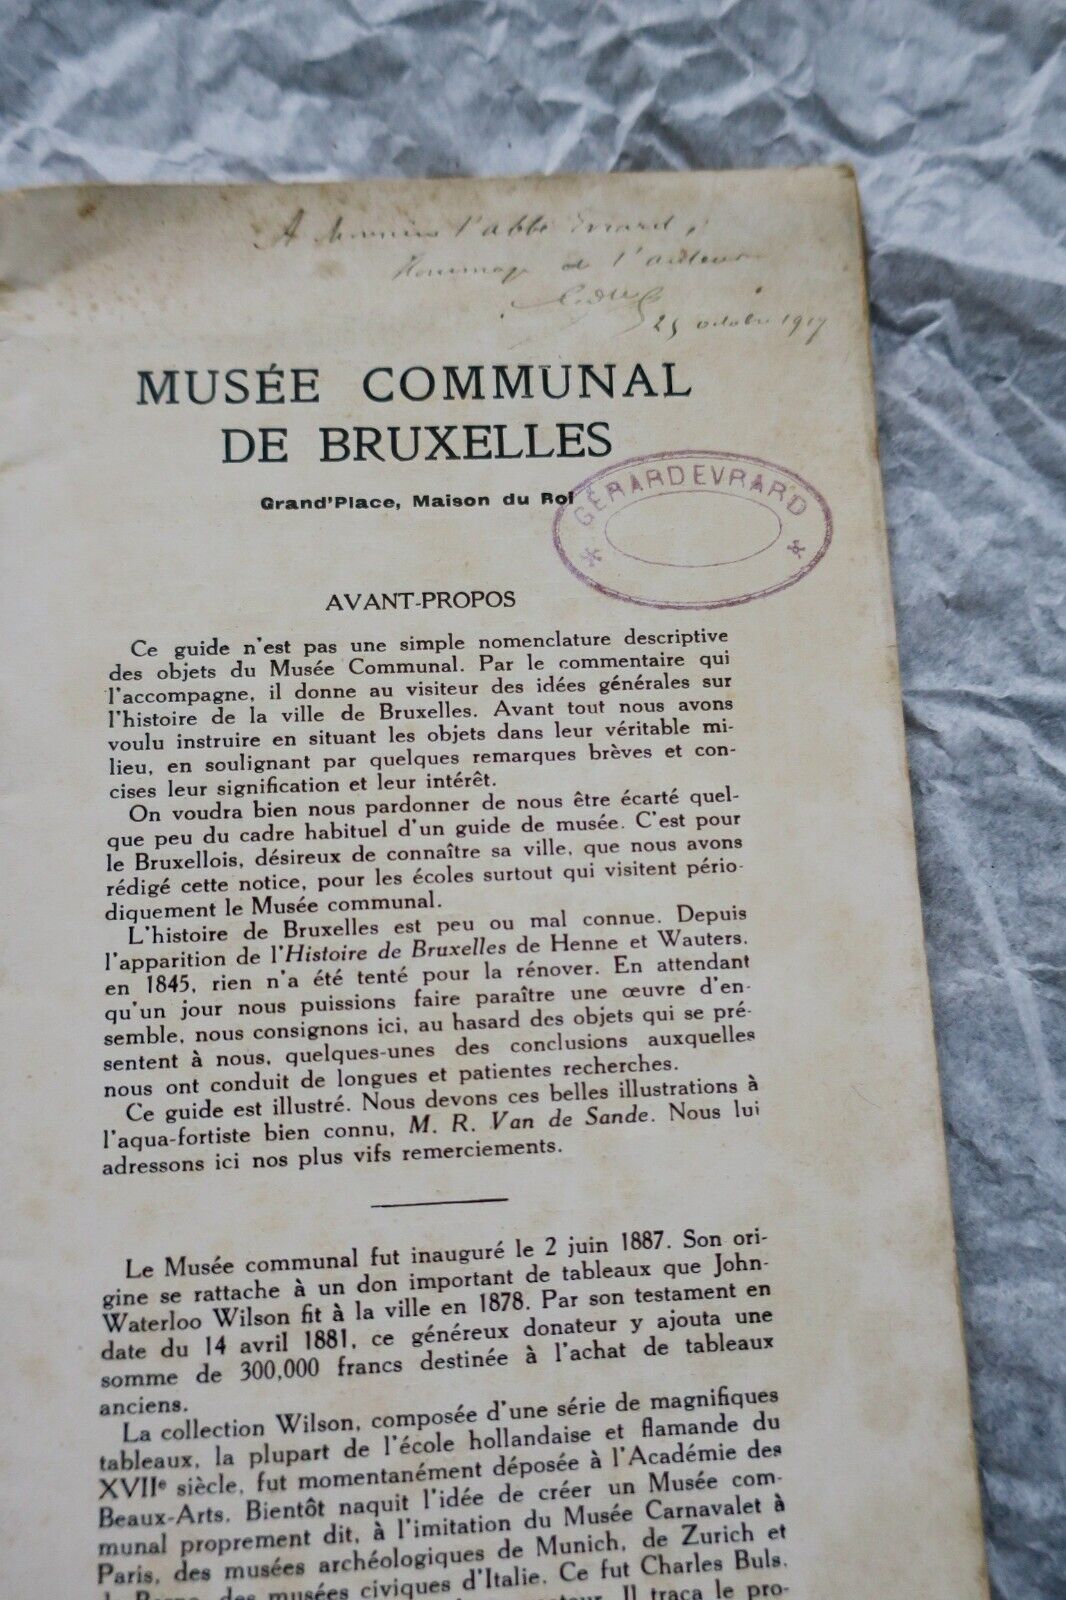 A Monsieur l'abbé Evrard,
Hommage de l'auteur
25 octobre 1917
MUSÉE COMMUNAL
DE BRUXELLES
Grand'Place, Maison du Roi
GÉRARD EVRARD
AVANT-PROPOS
Ce guide n'est pas une simple nomenclature descriptive
des objets du Musée Communal. Par le commentaire qui
l'accompagne, il donne au visiteur des idées générales sur
l'histoire de la ville de Bruxelles. Avant tout nous avons
voulu instruire en situant les objets dans leur véritable mi-
lieu, en soulignant par quelques remarques brèves et con-
cises leur signification et leur intérêt.
On voudra bien nous pardonner de nous être écarté quel-
que peu du cadre habituel d'un guide de musée. C'est pour
le Bruxellois, désireux de connaître sa ville, que nous avons
rédigé cette notice, pour les écoles surtout qui visitent pério-
diquement le Musée communal.
L'histoire de Bruxelles est peu ou mal connue. Depuis
l'apparition de l'Histoire de Bruxelles de Henne et Wauters,
en 1845, rien n'a été tenté pour la rénover. En attendant
qu'un jour nous puissions faire paraître une œuvre d'en-
semble, nous consignons ici, au hasard des objets qui se pré-
sentent à nous, quelques-unes des conclusions auxquelles
nous ont conduit de longues et patientes recherches.
Ce guide est illustré. Nous devons ces belles illustrations à
l'aqua-fortiste bien connu, M. R. Van de Sande. Nous lui
adressons ici nos plus vifs remerciements.
Le Musée communal fut inauguré le 2 juin 1887. Son ori-
gine se rattache à un don important de tableaux que John-
Waterloo Wilson fit à la ville en 1878. Par son testament en
date du 14 avril 1881, ce généreux donateur y ajouta une
somme de 300,000 francs destinée à l'achat de tableaux
anciens.
La collection Wilson, composée d'une série de magnifiques
tableaux, la plupart de l'école hollandaise et flamande du
XVIIe siècle, fut momentanément déposée à l'Académie des
Beaux-Arts. Bientôt naquit l'idée de créer un Musée com-
munal proprement dit, à l'imitation du Musée Carnavalet à
Paris, des musées archéologiques de Munich, de Zurich et
des musées civiques d'Italie. Ce fut Charles Buls,
Il traça le pro-